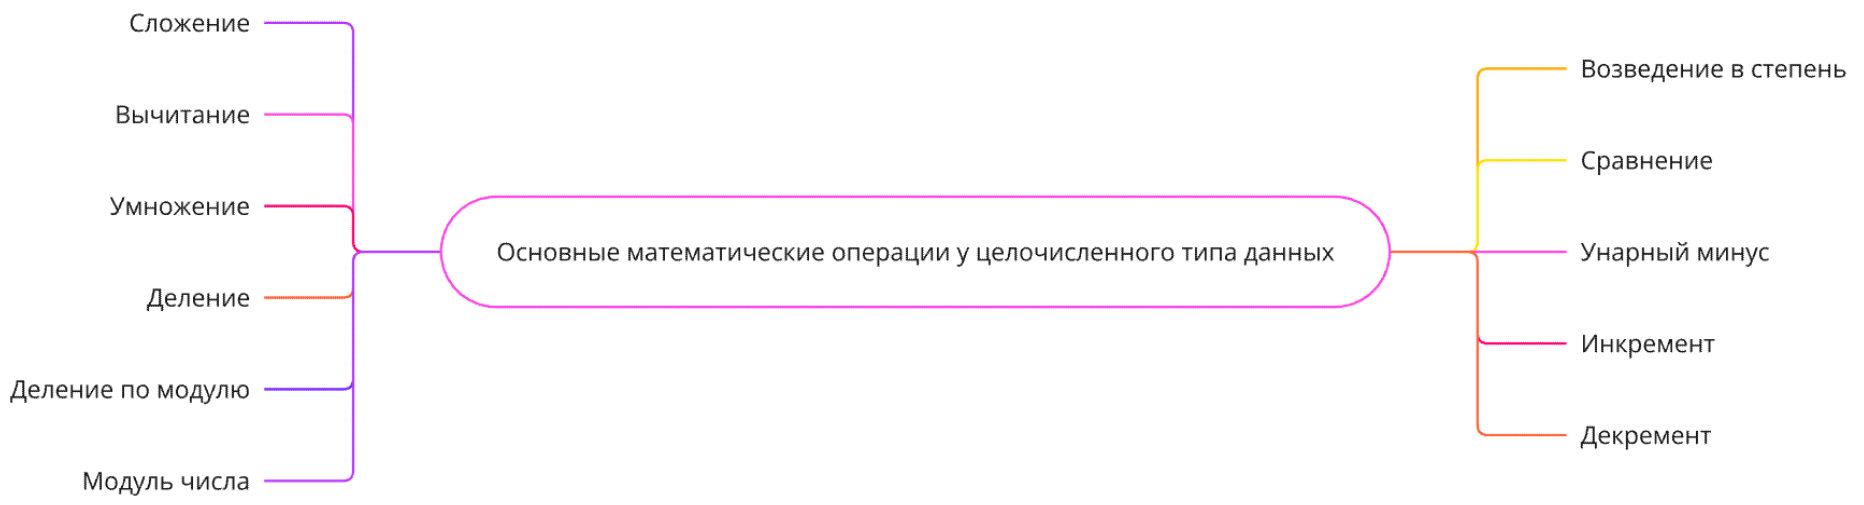 Сложение
Вычитание
Умножение
Деление
Деление по модулю
Модуль числа
Основные математические операции у целочисленного типа данных
Возведение в степень
Сравнение
Унарный минус
Инкремент
Декремент